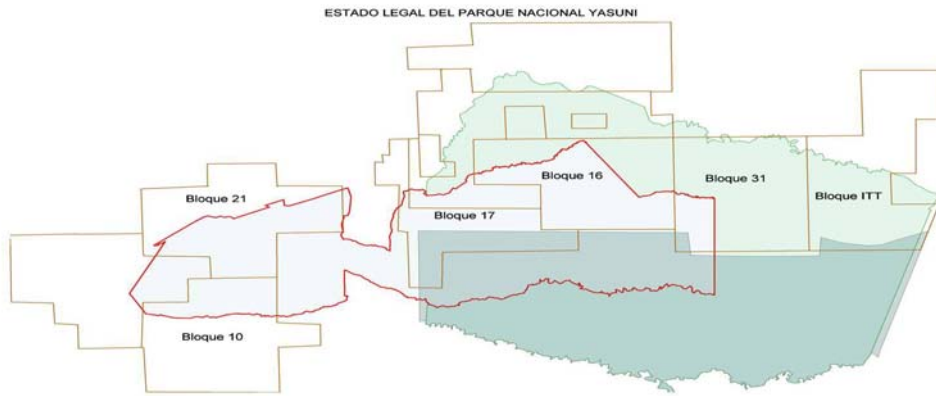 ESTADO LEGAL DEL PARQUE NACIONAL YASUNI
Bloque 21
Bloque 16
Bloque 31
Bloque ITT
Bloque 17
Bloque 10